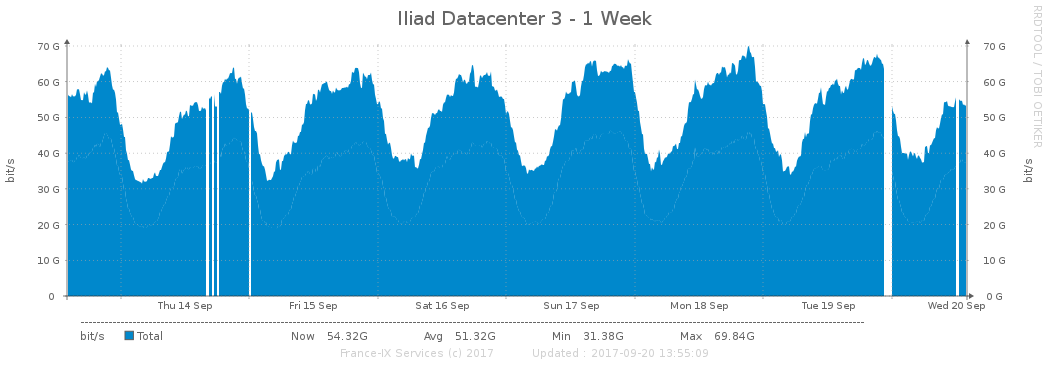 Iliad Datacenter 3 - 1 Week
RRDTOOL / TOBI OETIKER
70 G 70 G
60 G 60 G
50 G 50 G
40 G 40 G
30 G 30 G
20 G 20 G
10 G 10 G
0 0 G
bit/s
bit/s
Thu 14 Sep Fri 15 Sep Sat 16 Sep Sun 17 Sep Mon 18 Sep Tue 19 Sep Wed 20 Sep
bit/s Total Now 54.32G Avg 51.32G Min 31.38G Max 69.84G
France-IX Services (c) 2017 Updated : 2017-09-20 13:55:09